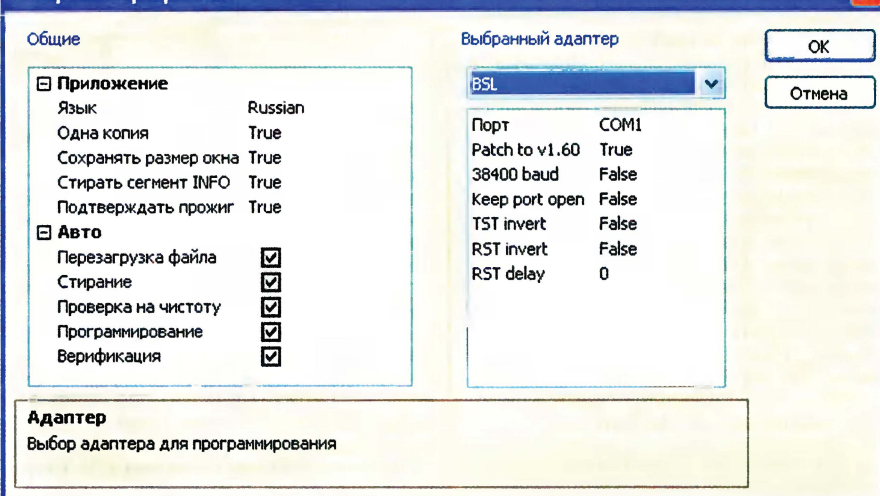 Общие
Приложение
Язык Russian
Одна копия True
Сохранять размер окна True
Стирать сегмент INFO True
Подтверждать прожиг True
Авто
Перезагрузка файла
Стирание
Проверка на чистоту
Программирование
Верификация
Выбранный адаптер
BSL
Порт COM1
Patch to v1.60 True
38400 baud False
Keep port open False
TST invert False
RST invert False
RST delay 0
OK
Отмена
Адаптер
Выбор адаптера для программирования